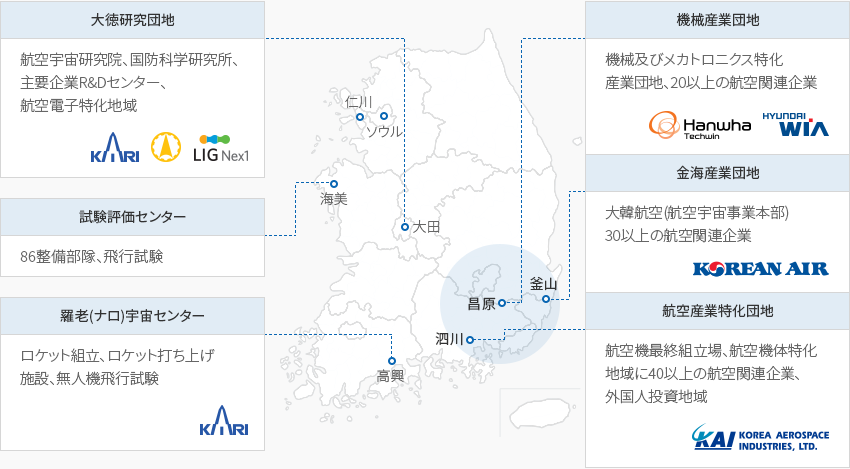 大徳研究団地
航空宇宙研究院、国防科学研究所、
主要企業R&Dセンター、
航空電子特化地域
KARI
LIG Nex1
試験評価センター
86整備部隊、飛行試験
羅老(ナロ)宇宙センター
ロケット組立、ロケット打ち上げ
施設、無人機飛行試験
KARI
仁川
ソウル
海美
大田
釜山
昌原
泗川
高興
機械産業団地
機械及びメカトロニクス特化
産業団地、20以上の航空関連企業
Hanwha
Techwin
HYUNDAI
WIA
金海産業団地
大韓航空(航空宇宙事業本部)
30以上の航空関連企業
KOREAN AIR
航空産業特化団地
航空機最終組立場、航空機体特化
地域に40以上の航空関連企業、
外国人投資地域
KAI KOREA AEROSPACE
INDUSTRIES, LTD.